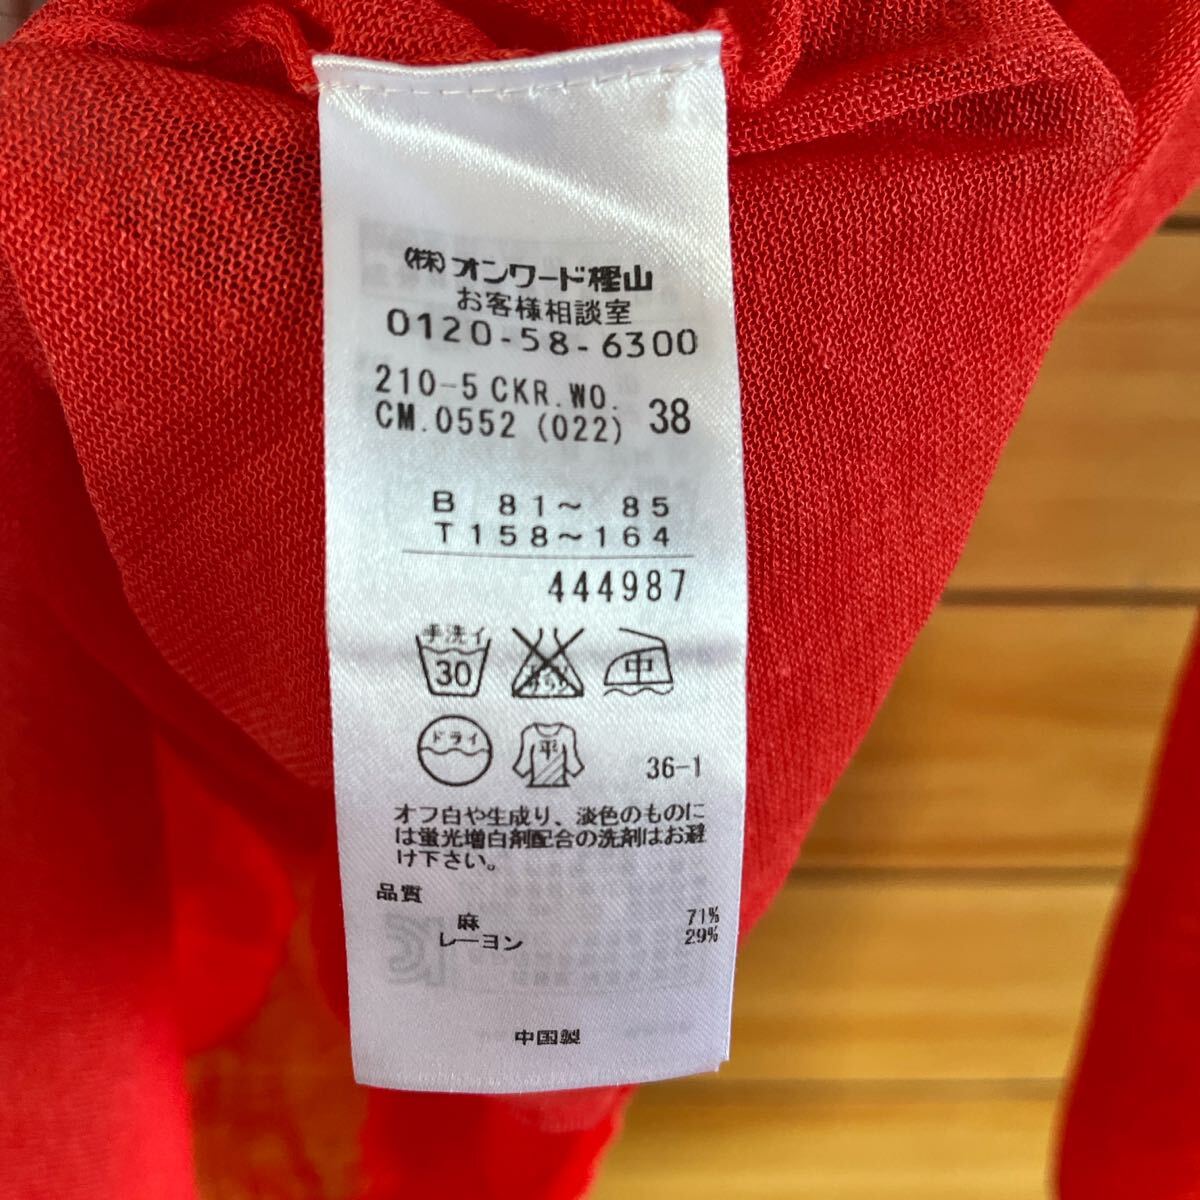 (株)オンワード樫山
お客様相談室
0120-58-6300
210-5 CKR.WO.
CM.0552 (022) 38
B 81～ 85
T158～164
444987
手洗イ
30
中
ドライ
平
36-1
オフ白や生成り、淡色のものに
は蛍光増白剤配合の洗剤はお避
け下さい。
品質
麻 71%
レーヨン 29%
中国製